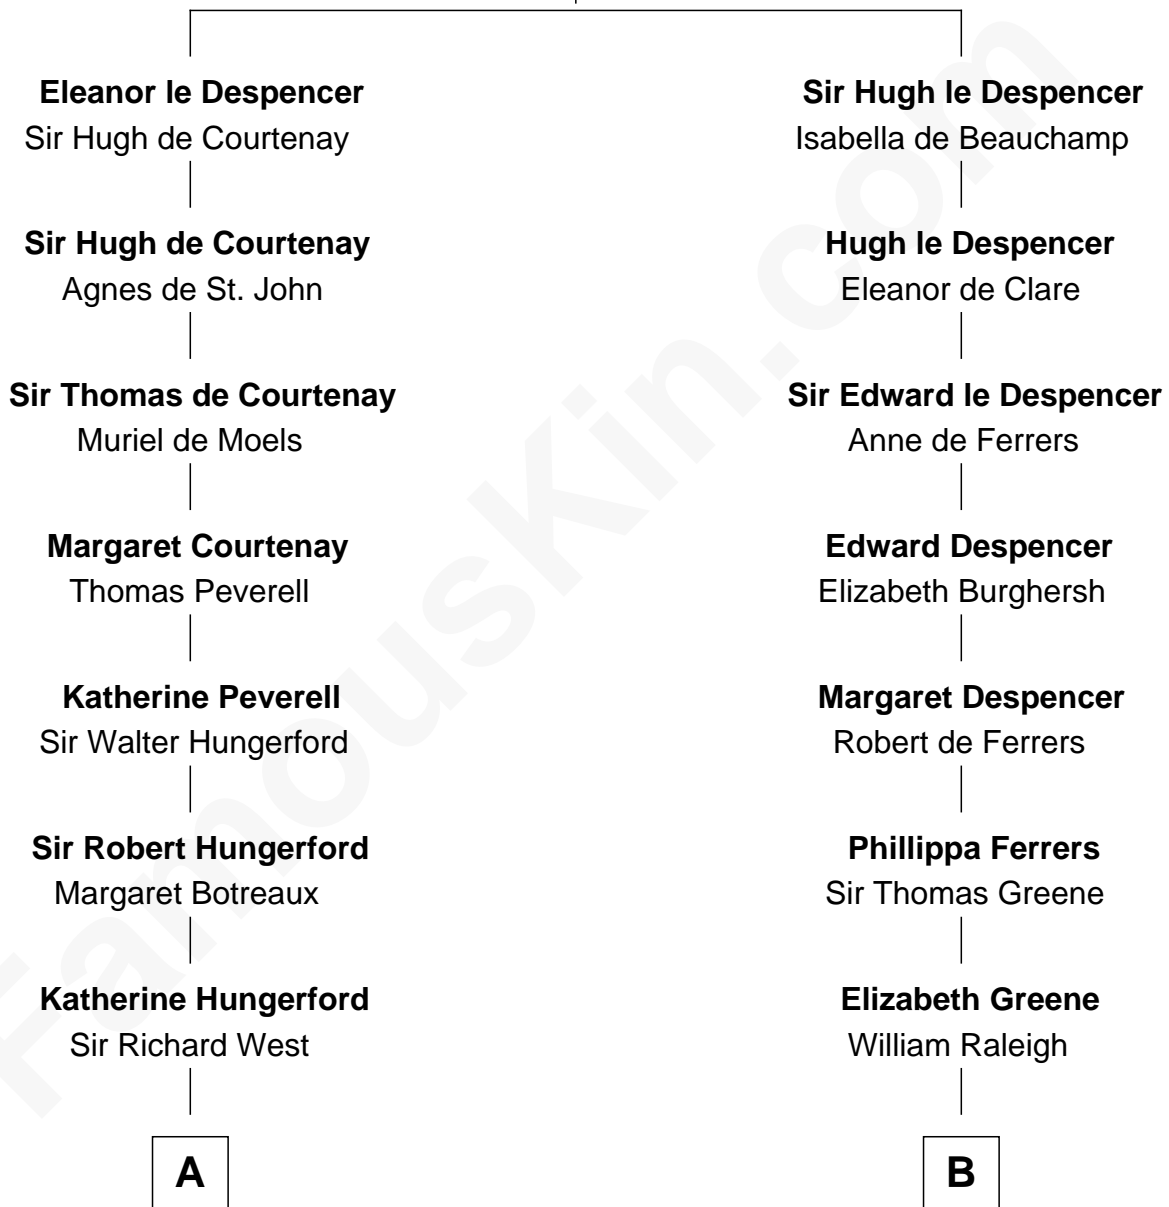 Eleanor le Despencer
Sir Hugh de Courtenay
Sir Hugh de Courtenay
Agnes de St. John
Sir Thomas de Courtenay
Muriel de Moels
Margaret Courtenay
Thomas Peverell
Katherine Peverell
Sir Walter Hungerford
Sir Robert Hungerford
Margaret Botreaux
Katherine Hungerford
Sir Richard West
A
Sir Hugh le Despencer
Isabella de Beauchamp
Hugh le Despencer
Eleanor de Clare
Sir Edward le Despencer
Anne de Ferrers
Edward Despencer
Elizabeth Burghersh
Margaret Despencer
Robert de Ferrers
Phillippa Ferrers
Sir Thomas Greene
Elizabeth Greene
William Raleigh
B
FamousKin.com